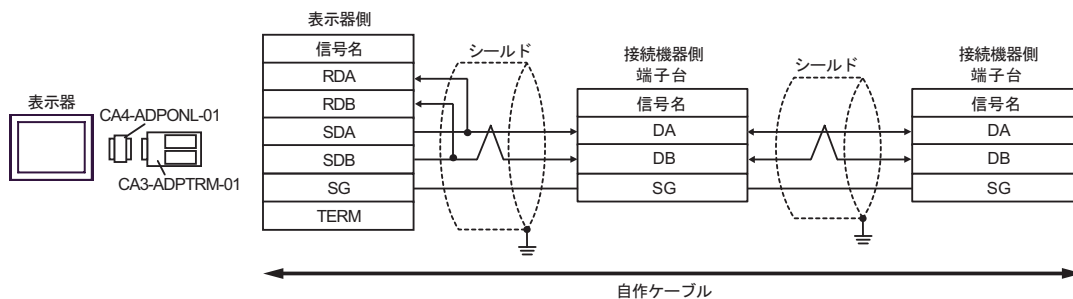 表示器
CA4-ADPONL-01
CA3-ADPTRM-01
表示器側
信号名
RDA
RDB
SDA
SDB
SG
TERM
シールド
接続機器側
端子台
信号名
DA
DB
SG
シールド
接続機器側
端子台
信号名
DA
DB
SG
自作ケーブル